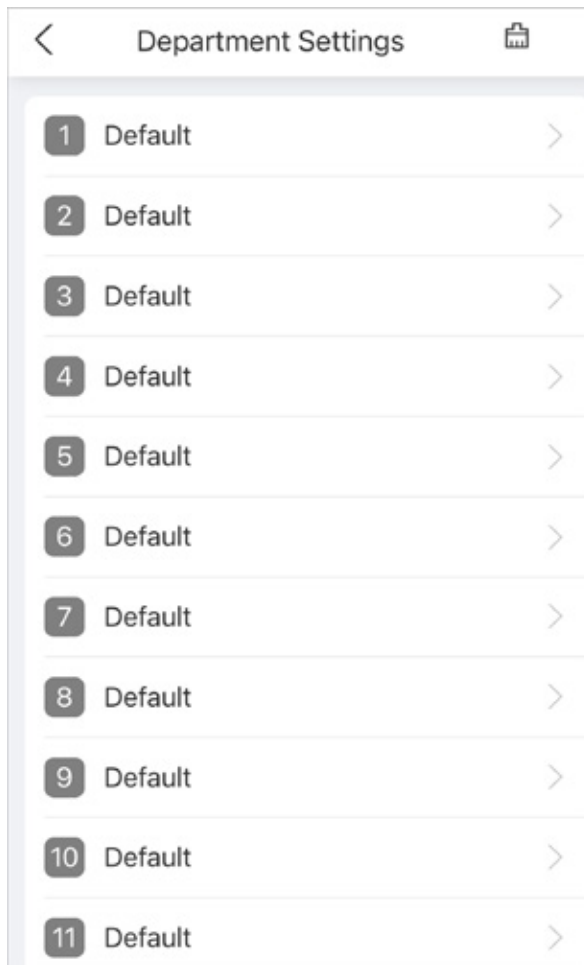 Department Settings
1 Default
2 Default
3 Default
4 Default
5 Default
6 Default
7 Default
8 Default
9 Default
10 Default
11 Default